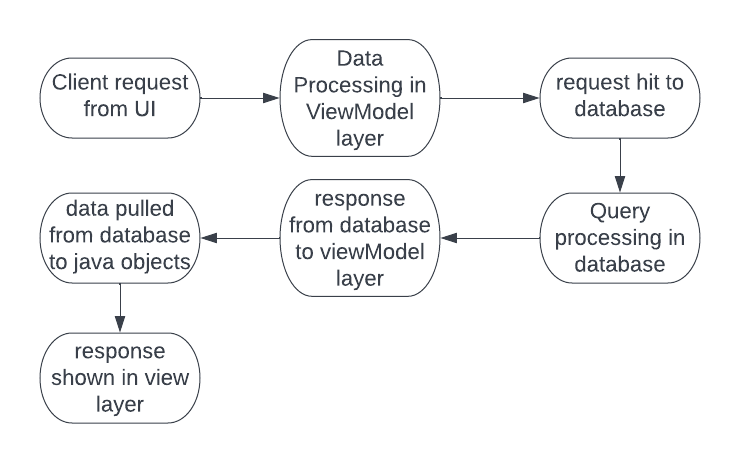 Client request
from UI
Data
Processing in
ViewModel
layer
request hit to
database
Query
processing in
database
response
from database
to viewModel
layer
data pulled
from database
to java objects
response
shown in view
layer